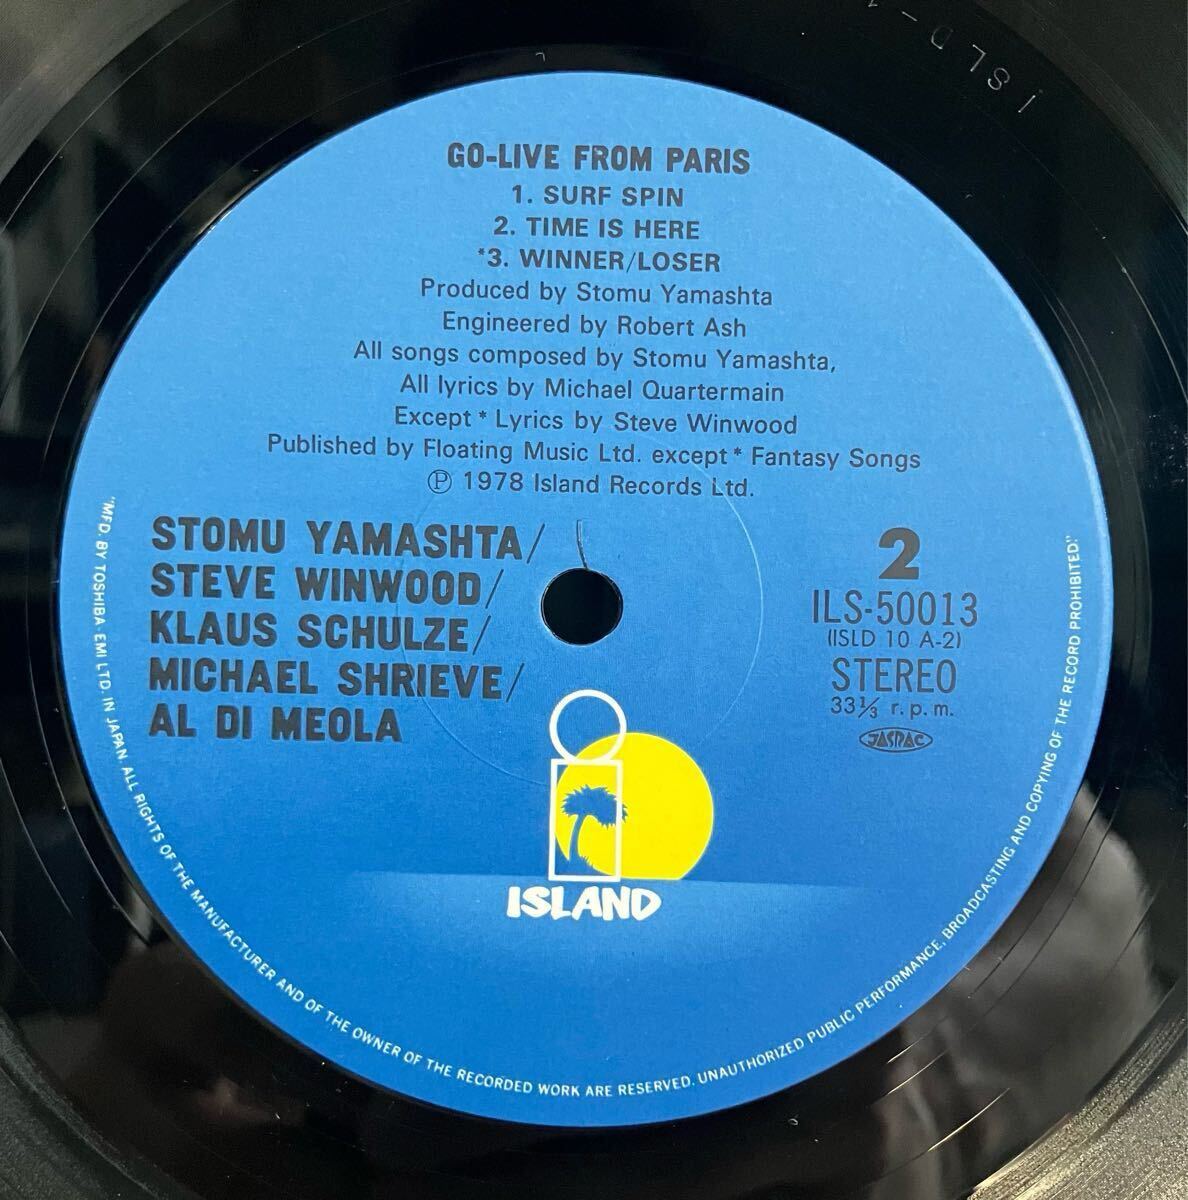 ISLD-1
GO-LIVE FROM PARIS
1. SURF SPIN
2. TIME IS HERE
*3. WINNER/LOSER
Produced by Stomu Yamashta
Engineered by Robert Ash
All songs composed by Stomu Yamashta,
All lyrics by Michael Quartermain
Except * Lyrics by Steve Winwood
Published by Floating Music Ltd. except * Fantasy Songs
℗ 1978 Island Records Ltd.
STOMU YAMASHTA/
STEVE WINWOOD/
KLAUS SCHULZE/
MICHAEL SHRIEVE/
AL DI MEOLA
2
ILS-50013
(ISLD 10 A-2)
STEREO
33⅓ r.p.m.
JASRAC
ISLAND
"MFD. BY TOSHIBA EMI LTD. IN JAPAN. ALL RIGHTS OF THE MANUFACTURER AND OF THE OWNER OF THE RECORDED WORK ARE RESERVED. UNAUTHORIZED PUBLIC PERFORMANCE, BROADCASTING AND COPYING OF THE RECORD PROHIBITED."